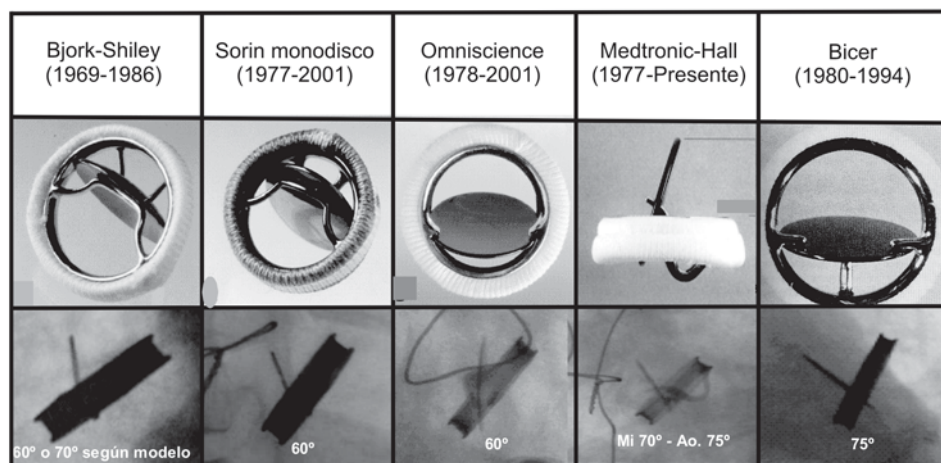 Bjork-Shiley
(1969-1986)
Sorin monodisco
(1977-2001)
Omniscience
(1978-2001)
Medtronic-Hall
(1977-Presente)
Bicer
(1980-1994)
60º o 70º según modelo
60º
60º
Mi 70º - Ao. 75º
75º